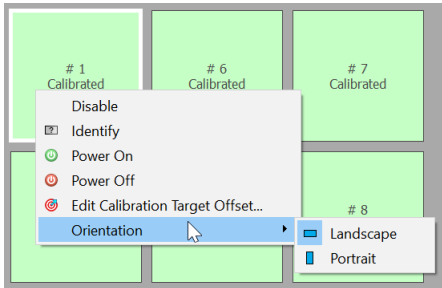 # 1
Calibrated
# 6
Calibrated
# 7
Calibrated
Disable
Identify
Power On
Power Off
Edit Calibration Target Offset...
Orientation
# 8
Landscape
Portrait